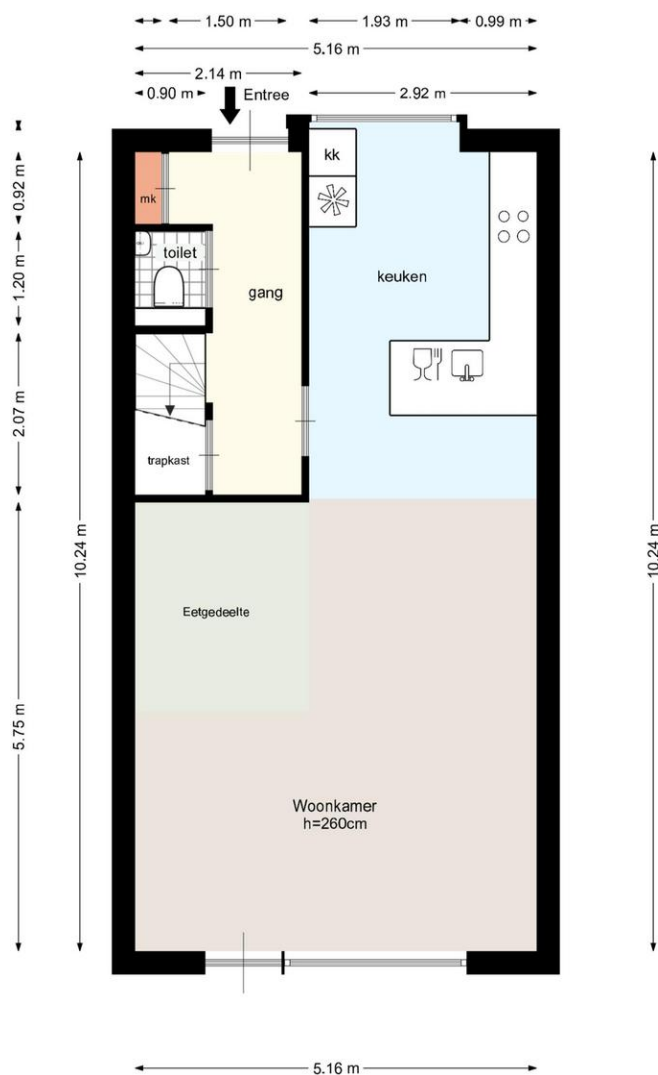 1.50 m
1.93 m
0.99 m
5.16 m
2.14 m
0.90 m
Entree
2.92 m
0.92 m
mk
kk
toilet
1.20 m
gang
keuken
2.07 m
trapkast
10.24 m
10.24 m
Eetgedeelte
5.75 m
Woonkamer
h=260cm
5.16 m